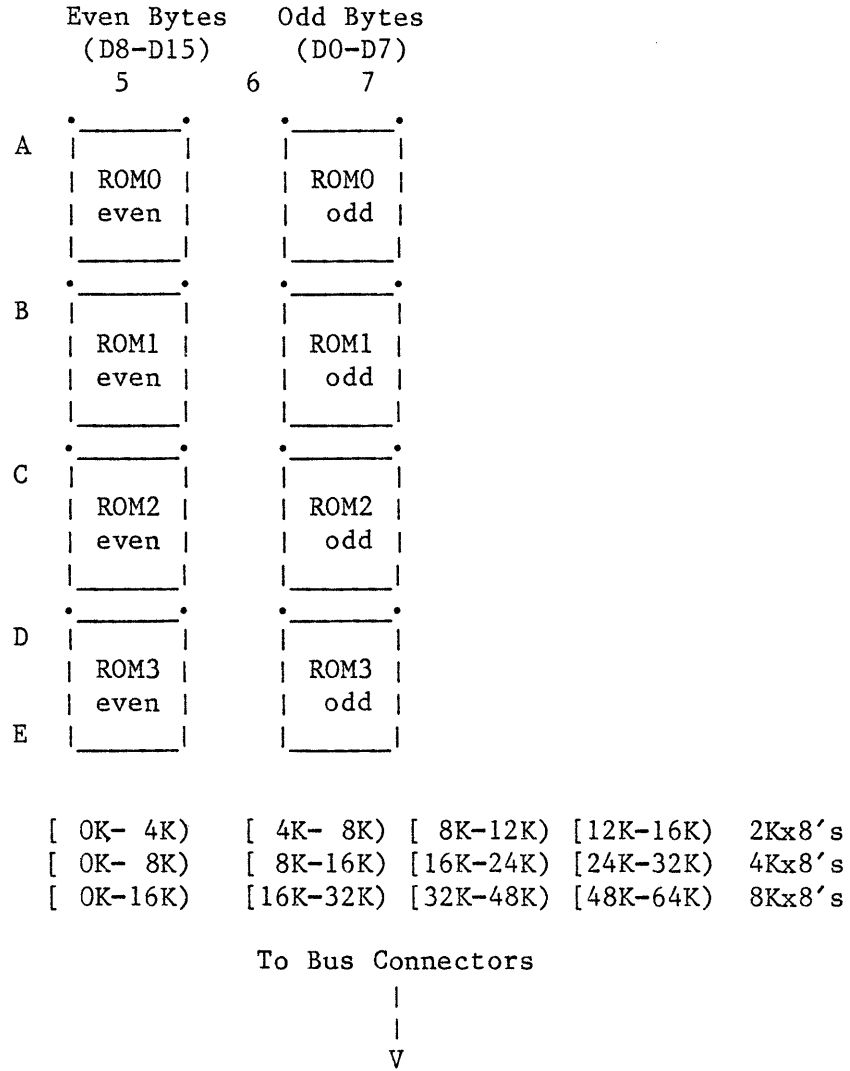 Even Bytes Odd Bytes
(D8-D15) (D0-D7)
5 6 7
A
ROM0 ROM0
even odd
B
ROM1 ROM1
even odd
C
ROM2 ROM2
even odd
D
ROM3 ROM3
even odd
E
[ 0K- 4K) [ 4K- 8K) [ 8K-12K) [12K-16K) 2Kx8's
[ 0K- 8K) [ 8K-16K) [16K-24K) [24K-32K) 4Kx8's
[ 0K-16K) [16K-32K) [32K-48K) [48K-64K) 8Kx8's
To Bus Connectors
V